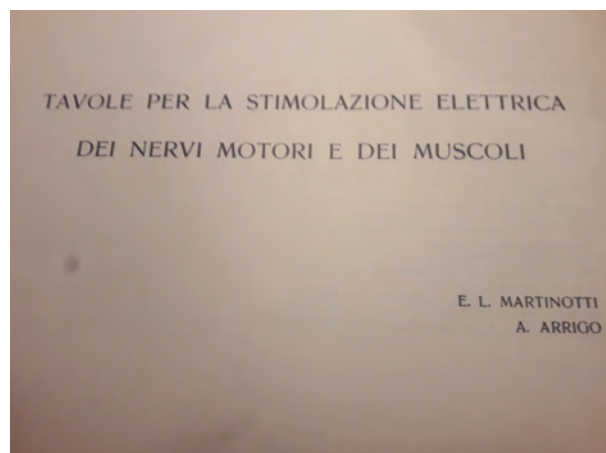 TAVOLE PER LA STIMOLAZIONE ELETTRICA
DEI NERVI MOTORI E DEI MUSCOLI
E. L. MARTINOTTI
A. ARRIGO